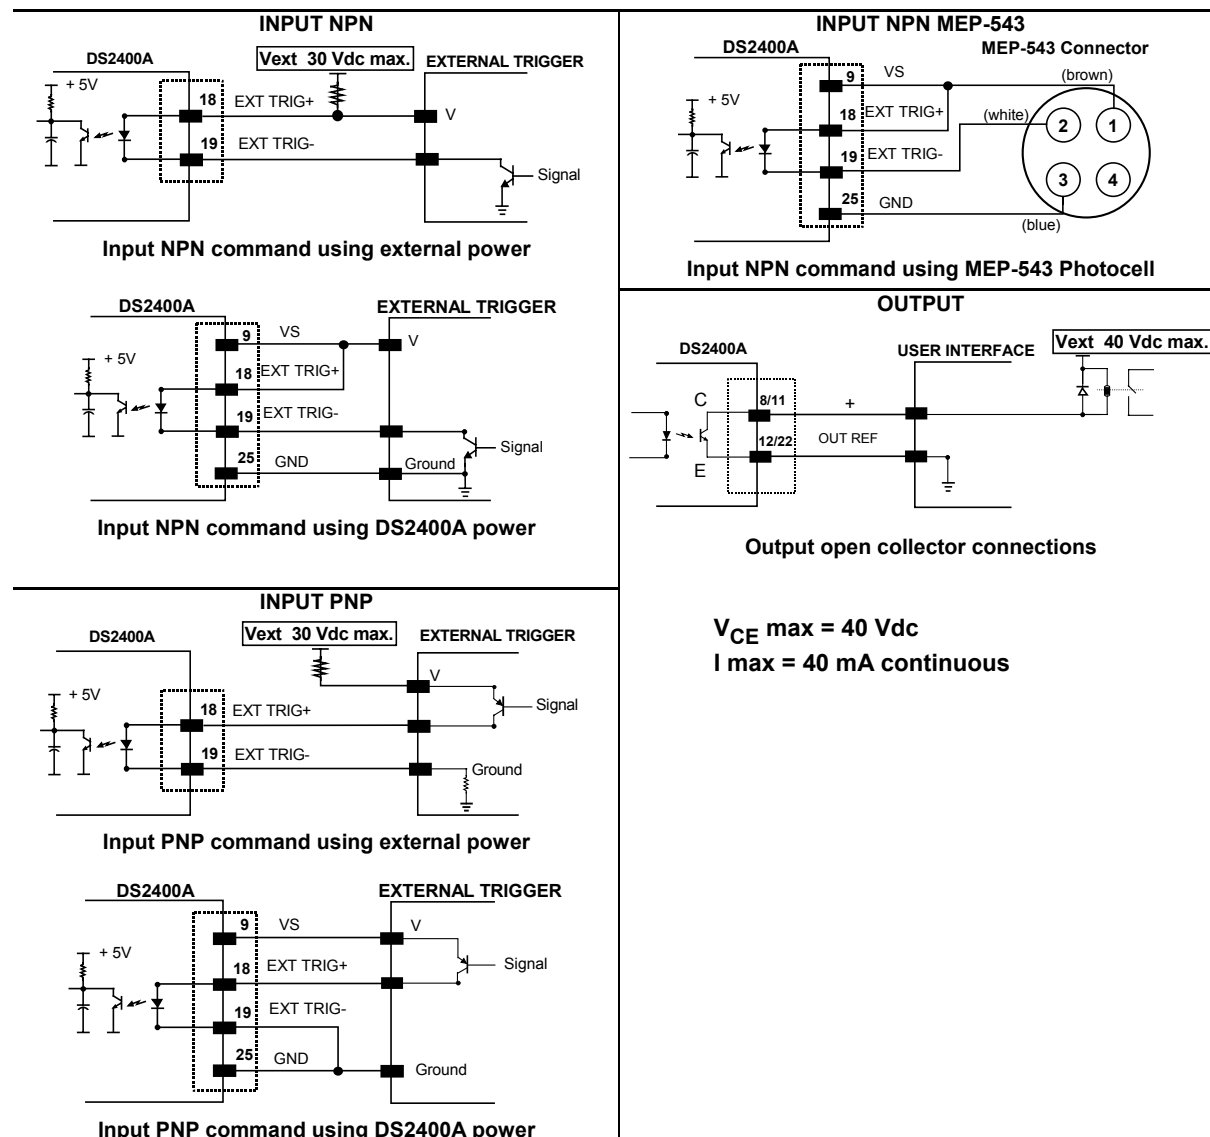 INPUT NPN
DS2400A
Vext 30 Vdc max.
EXTERNAL TRIGGER
+ 5V
18
EXT TRIG+
V
19
EXT TRIG-
Signal
Input NPN command using external power
DS2400A
EXTERNAL TRIGGER
9
VS
V
+ 5V
18
EXT TRIG+
19
EXT TRIG-
Signal
25
GND
Ground
Input NPN command using DS2400A power
INPUT PNP
DS2400A
Vext 30 Vdc max.
EXTERNAL TRIGGER
V
+ 5V
18
EXT TRIG+
Signal
19
EXT TRIG-
Ground
Input PNP command using external power
DS2400A
EXTERNAL TRIGGER
9
VS
V
+ 5V
18
EXT TRIG+
Signal
19
EXT TRIG-
25
GND
Ground
Input PNP command using DS2400A power
INPUT NPN MEP-543
DS2400A
MEP-543 Connector
9
VS
(brown)
+ 5V
18
EXT TRIG+
(white)
2
1
19
EXT TRIG-
3
4
25
GND
(blue)
Input NPN command using MEP-543 Photocell
OUTPUT
DS2400A
USER INTERFACE
Vext 40 Vdc max.
C
8/11
+
12/22
OUT REF
E
Output open collector connections
VCE max = 40 Vdc
I max = 40 mA continuous